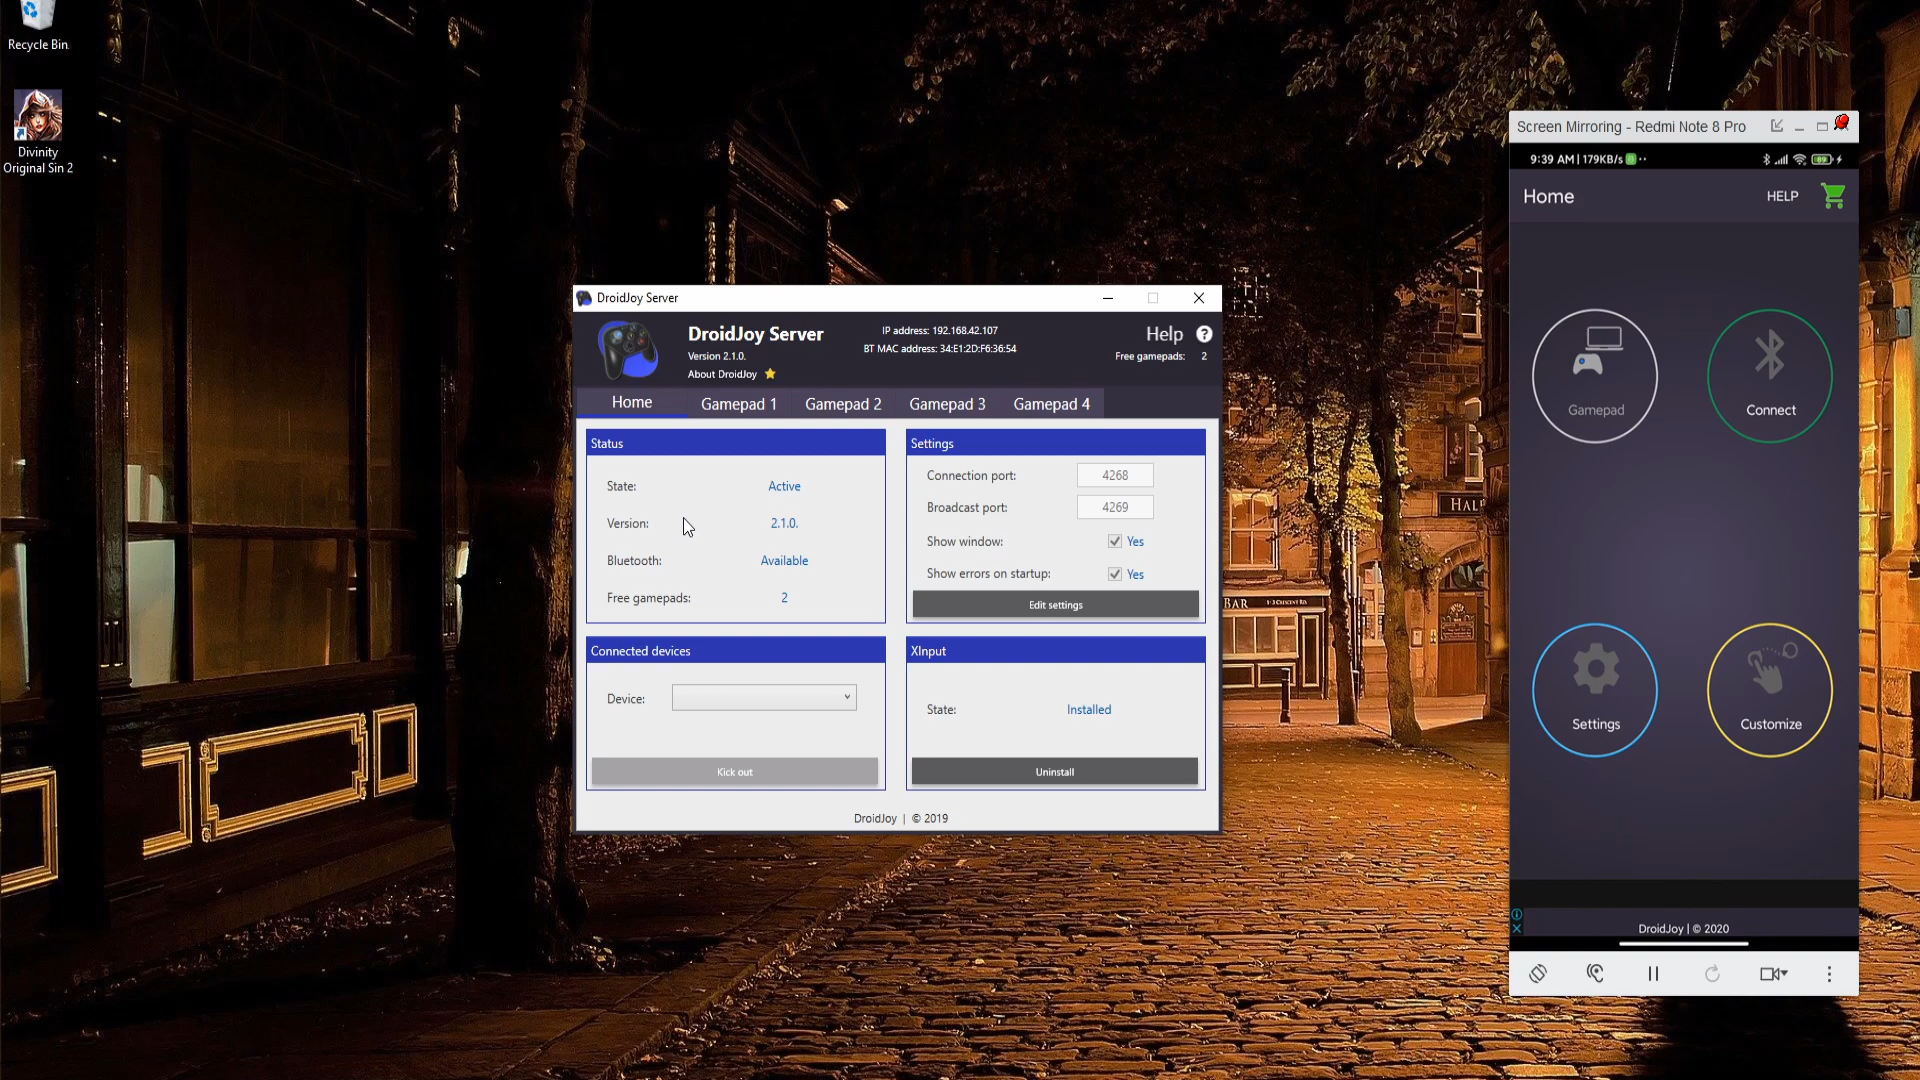 Recycle Bin
Divinity
Original Sin 2
DroidJoy Server
DroidJoy Server
Version 2.1.0.
About DroidJoy
IP address: 192.168.42.107
BT MAC address: 34:E1:2D:F6:36:54
Help ?
Free gamepads: 2
Home Gamepad 1 Gamepad 2 Gamepad 3 Gamepad 4
Status
State: Active
Version: 2.1.0.
Bluetooth: Available
Free gamepads: 2
Settings
Connection port: 4268
Broadcast port: 4269
Show window: Yes
Show errors on startup: Yes
Edit settings
Connected devices
Device:
Kick out
XInput
State: Installed
Uninstall
DroidJoy | © 2019
BAR
HAL
Screen Mirroring - Redmi Note 8 Pro
9:39 AM | 179KB/s
89
Home
HELP
Gamepad
Connect
Settings
Customize
DroidJoy | © 2020